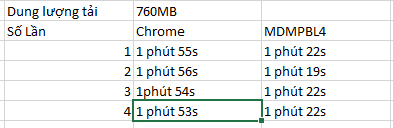 Dung lượng tải 760MB
Số Lần Chrome MDMPBL4
1 1 phút 55s 1 phút 22s
2 1 phút 56s 1 phút 19s
3 1phút 54s 1 phút 22s
4 1 phút 53s 1 phút 22s